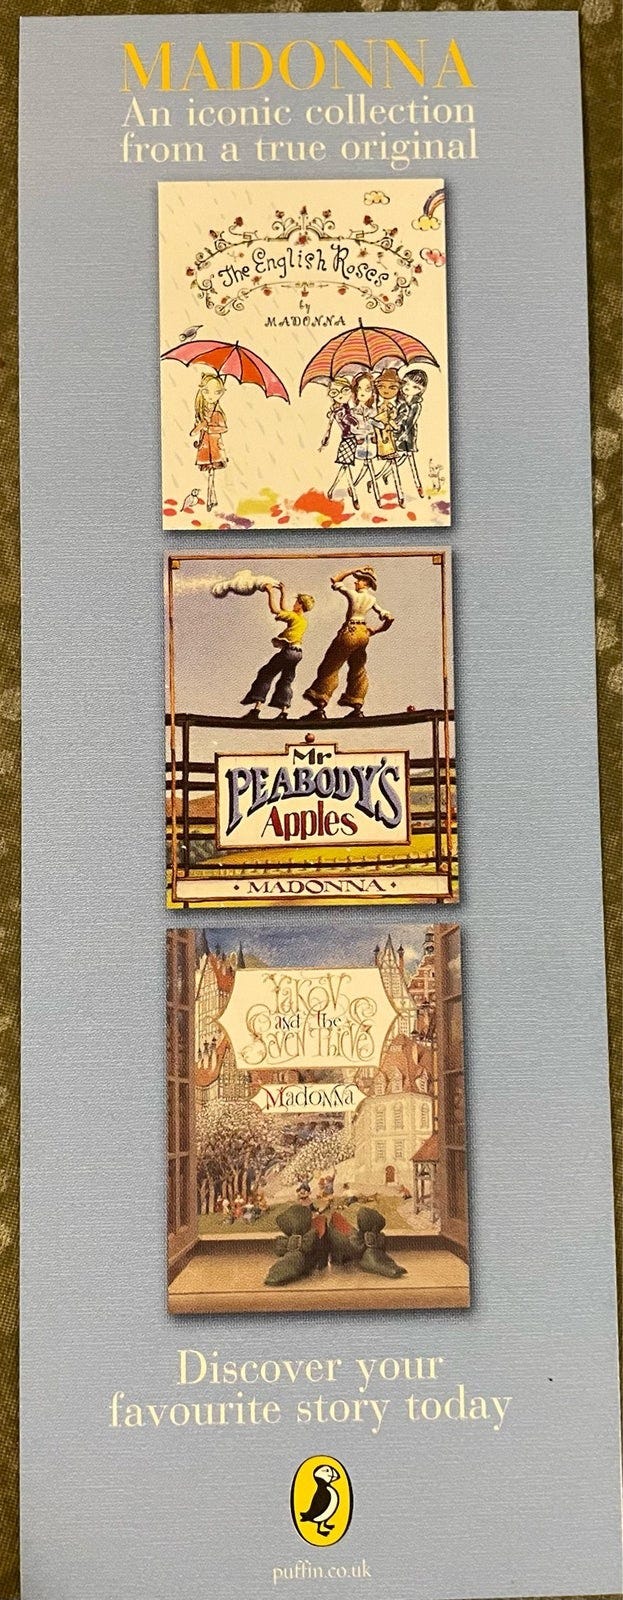 MADONNA
An iconic collection
from a true original
The English Roses
by
MADONNA
Mr
PEABODY'S
Apples
• MADONNA •
Yakov
and The
Seven Thieves
Madonna
Discover your
favourite story today
puffin.co.uk